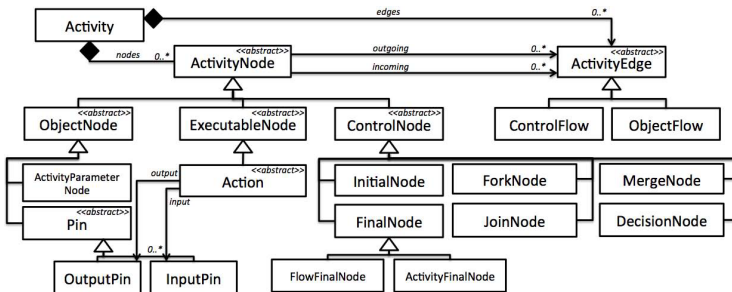 edges
Activity
0..*
nodes
0..*
<<abstract>>
ActivityNode
outgoing
0..*
incoming
0..*
<<abstract>>
ActivityEdge
<<abstract>>
ObjectNode
<<abstract>>
ExecutableNode
<<abstract>>
ControlNode
ControlFlow
ObjectFlow
ActivityParameter
Node
output
<<abstract>>
Action
input
InitialNode
ForkNode
MergeNode
<<abstract>>
Pin
FinalNode
JoinNode
DecisionNode
0..*
OutputPin
InputPin
FlowFinalNode
ActivityFinalNode